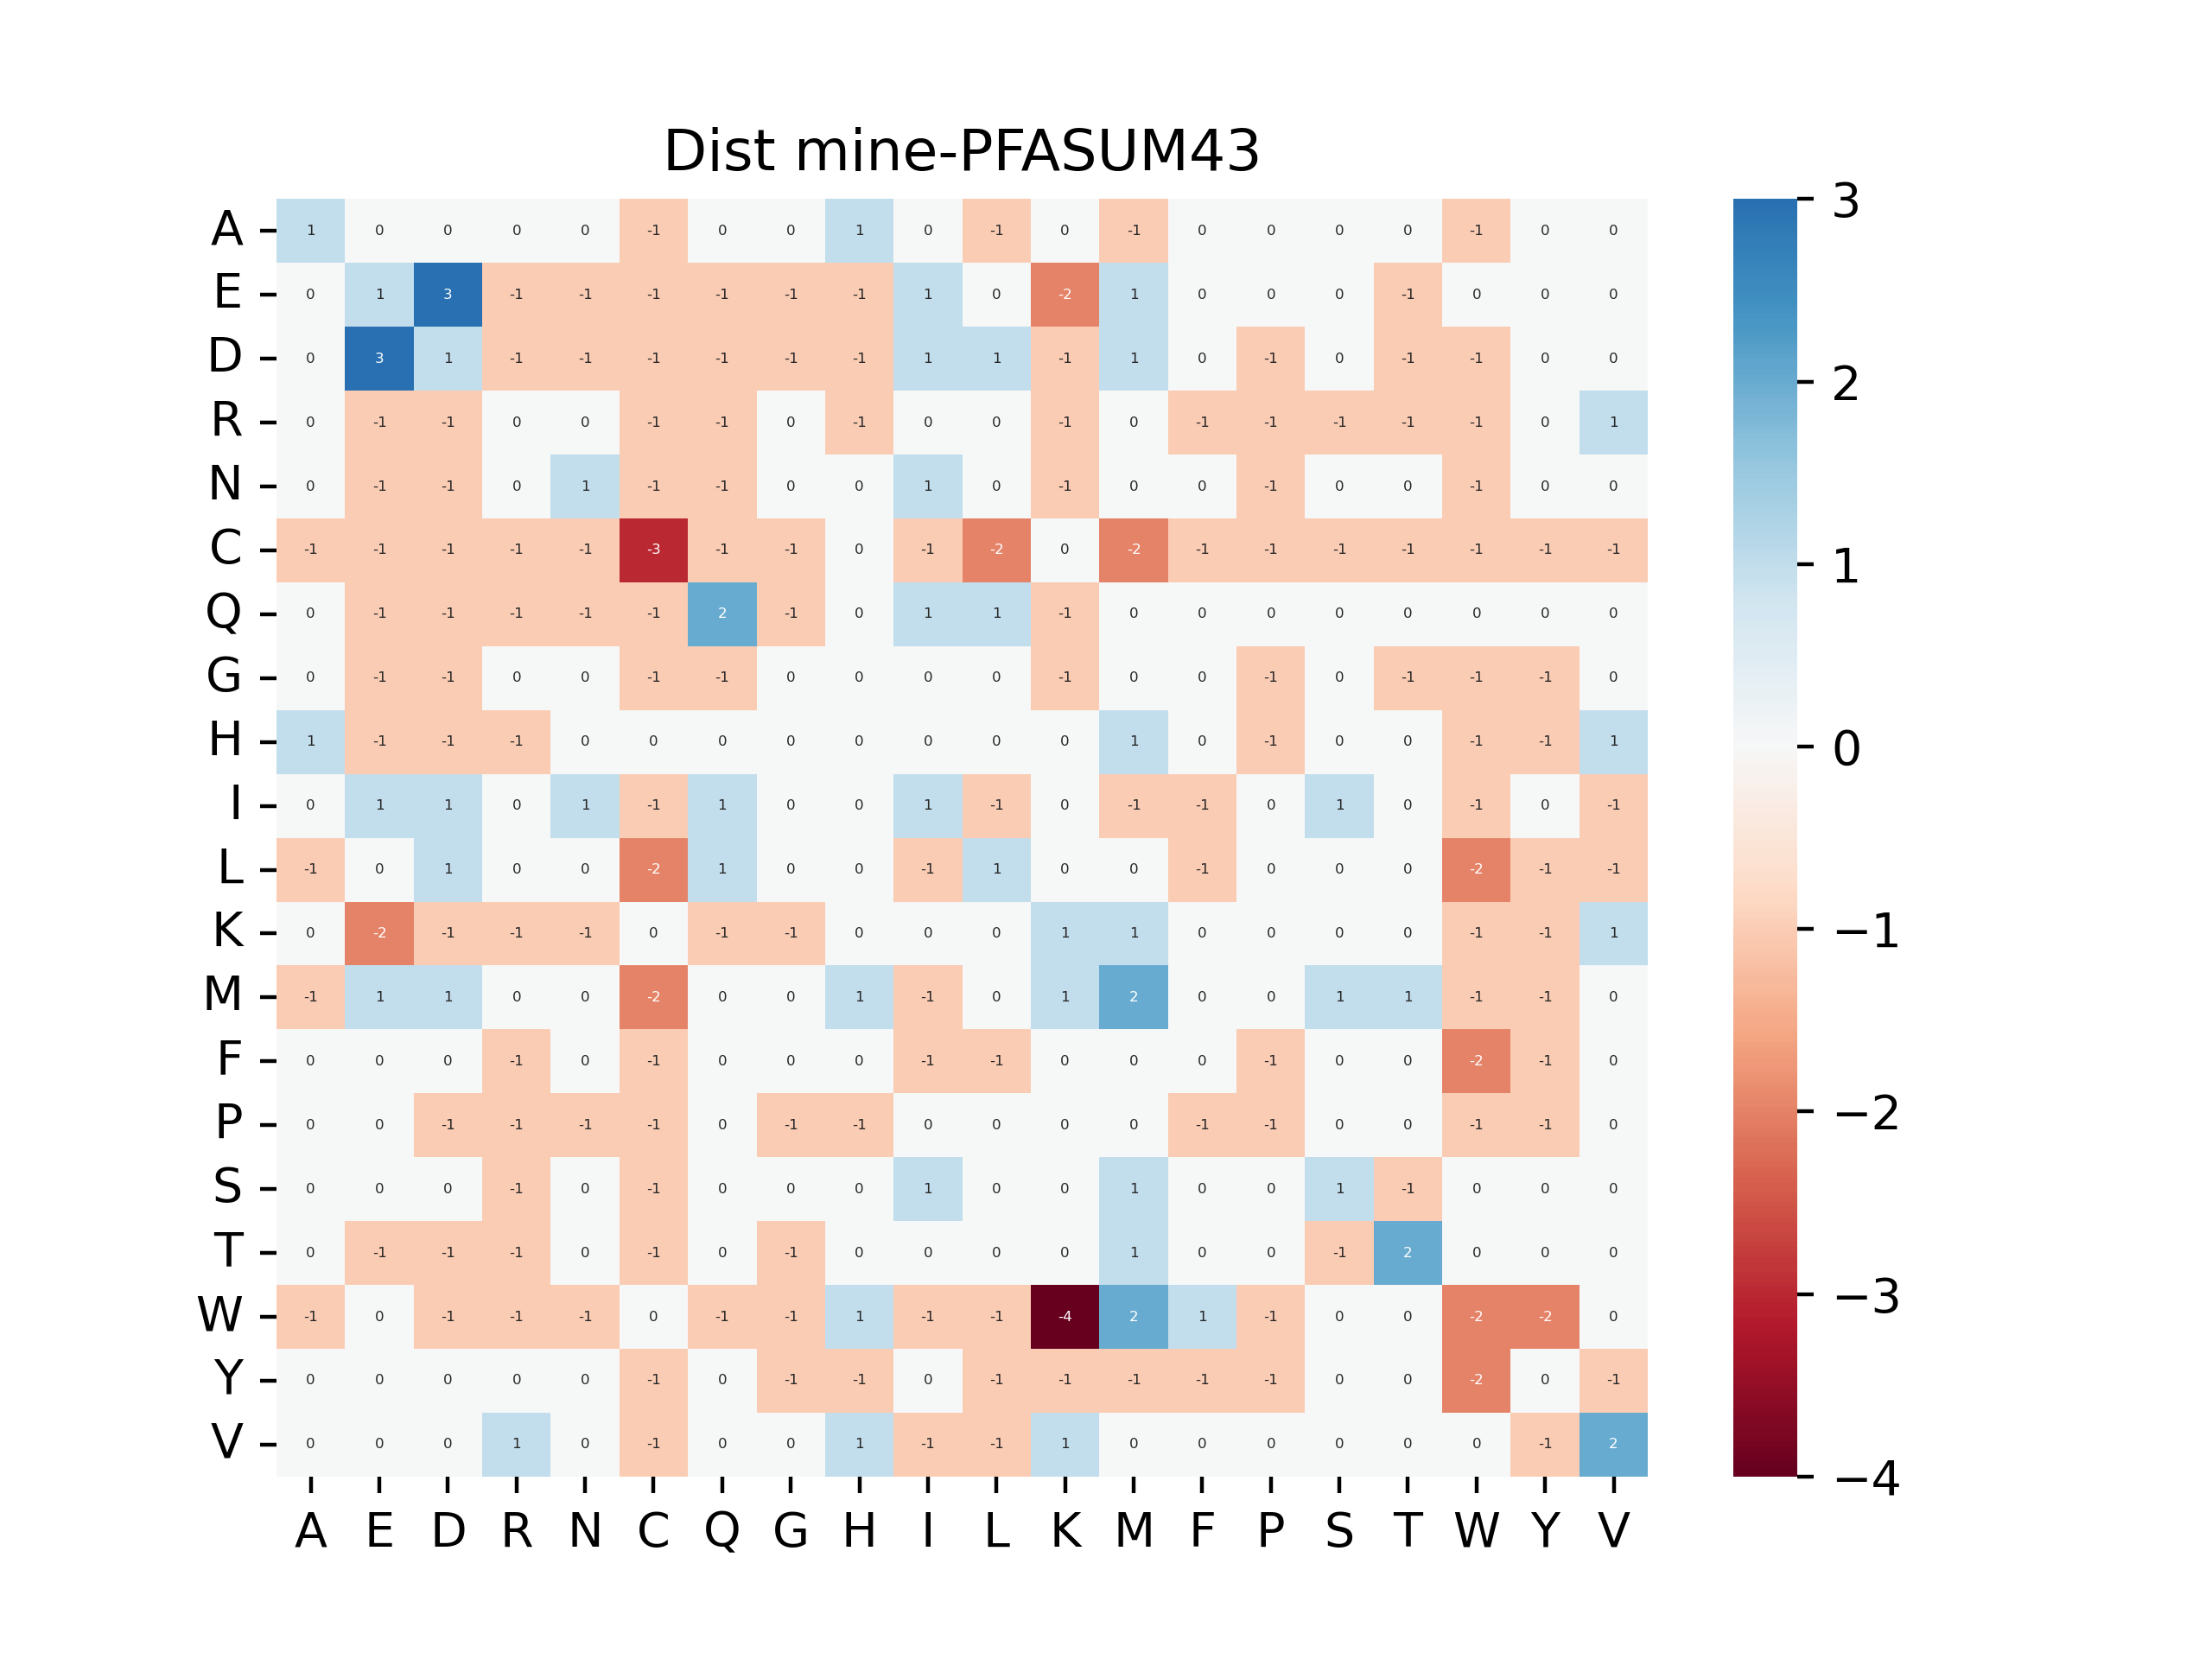 Dist mine-PFASUM43
A 1 0 0 0 0 -1 0 0 1 0 -1 0 -1 0 0 0 0 -1 0 0
E 0 1 3 -1 -1 -1 -1 -1 -1 1 0 -2 1 0 0 0 -1 0 0 0
D 0 3 1 -1 -1 -1 -1 -1 -1 1 1 -1 1 0 -1 0 -1 -1 0 0
R 0 -1 -1 0 0 -1 -1 0 -1 0 0 -1 0 -1 -1 -1 -1 -1 0 1
N 0 -1 -1 0 1 -1 -1 0 0 1 0 -1 0 0 -1 0 0 -1 0 0
C -1 -1 -1 -1 -1 -3 -1 -1 0 -1 -2 0 -2 -1 -1 -1 -1 -1 -1 -1
Q 0 -1 -1 -1 -1 -1 2 -1 0 1 1 -1 0 0 0 0 0 0 0 0
G 0 -1 -1 0 0 -1 -1 0 0 0 0 -1 0 0 -1 0 -1 -1 -1 0
H 1 -1 -1 -1 0 0 0 0 0 0 0 0 1 0 -1 0 0 -1 -1 1
I 0 1 1 0 1 -1 1 0 0 1 -1 0 -1 -1 0 1 0 -1 0 -1
L -1 0 1 0 0 -2 1 0 0 -1 1 0 0 -1 0 0 0 -2 -1 -1
K 0 -2 -1 -1 -1 0 -1 -1 0 0 0 1 1 0 0 0 0 -1 -1 1
M -1 1 1 0 0 -2 0 0 1 -1 0 1 2 0 0 1 1 -1 -1 0
F 0 0 0 -1 0 -1 0 0 0 -1 -1 0 0 0 -1 0 0 -2 -1 0
P 0 0 -1 -1 -1 -1 0 -1 -1 0 0 0 0 -1 -1 0 0 -1 -1 0
S 0 0 0 -1 0 -1 0 0 0 1 0 0 1 0 0 1 -1 0 0 0
T 0 -1 -1 -1 0 -1 0 -1 0 0 0 0 1 0 0 -1 2 0 0 0
W -1 0 -1 -1 -1 0 -1 -1 1 -1 -1 -4 2 1 -1 0 0 -2 -2 0
Y 0 0 0 0 0 -1 0 -1 -1 0 -1 -1 -1 -1 -1 0 0 -2 0 -1
V 0 0 0 1 0 -1 0 0 1 -1 -1 1 0 0 0 0 0 0 -1 2
A E D R N C Q G H I L K M F P S T W Y V
3
2
1
0
−1
−2
−3
−4